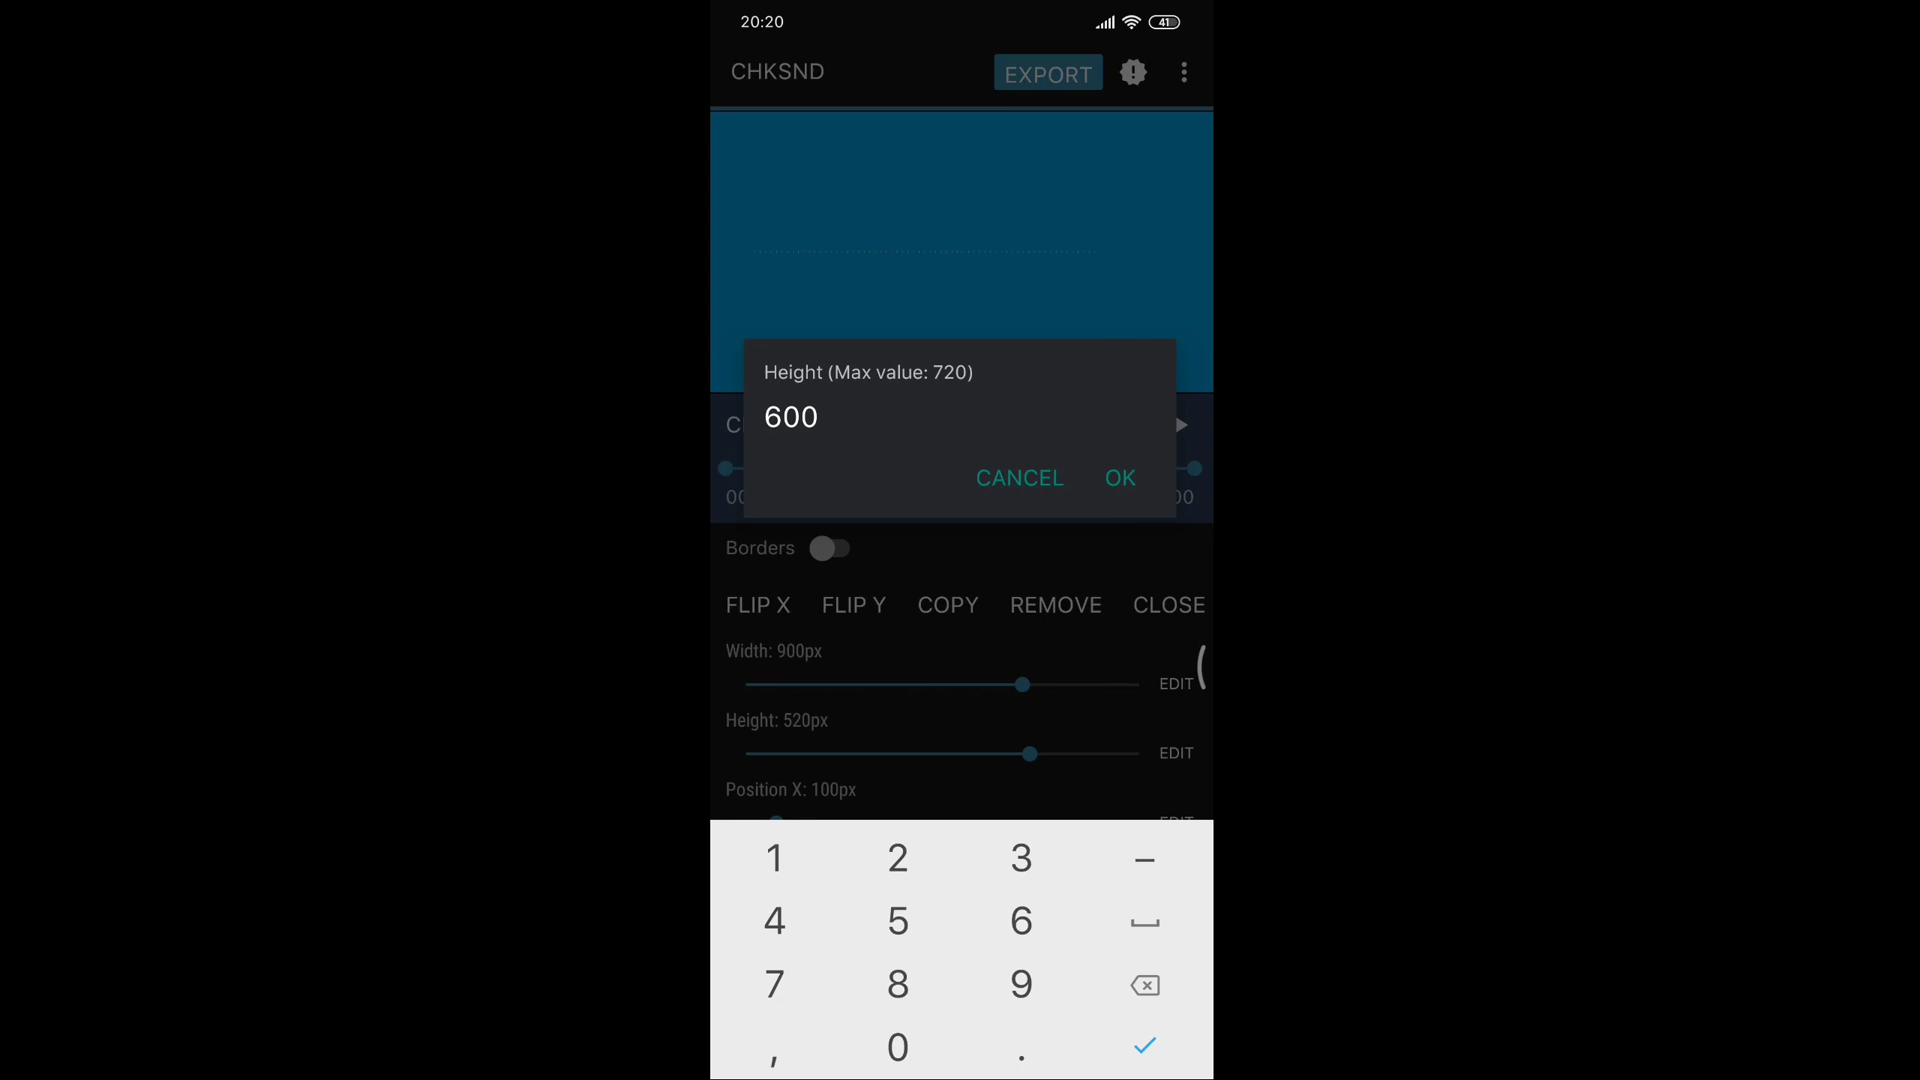 20:20
41
CHKSND
EXPORT
Height (Max value: 720)
600
CANCEL
OK
Borders
FLIP X
FLIP Y
COPY
REMOVE
CLOSE
Width: 900px
EDIT
Height: 520px
EDIT
Position X: 100px
EDIT
1 2 3 –
4 5 6
7 8 9
, 0 .